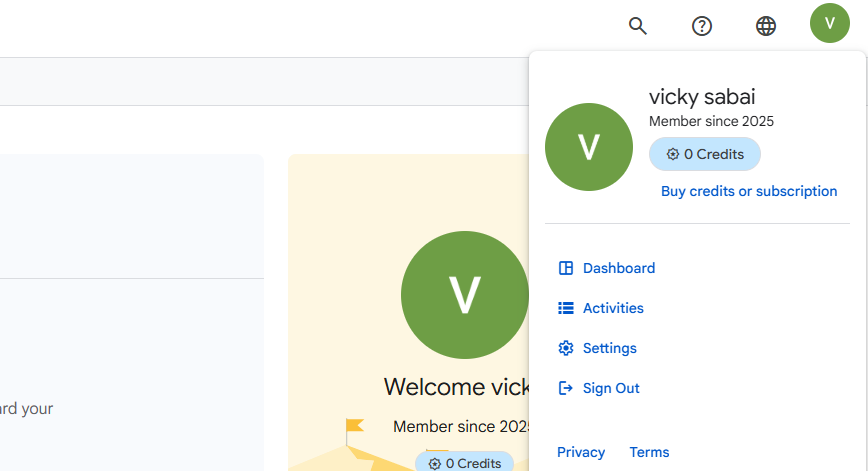 V
vicky sabai
Member since 2025
V
0 Credits
Buy credits or subscription
Dashboard
Activities
Settings
Sign Out
Privacy Terms
ard your
V
Welcome vick
Member since 2025
0 Credits